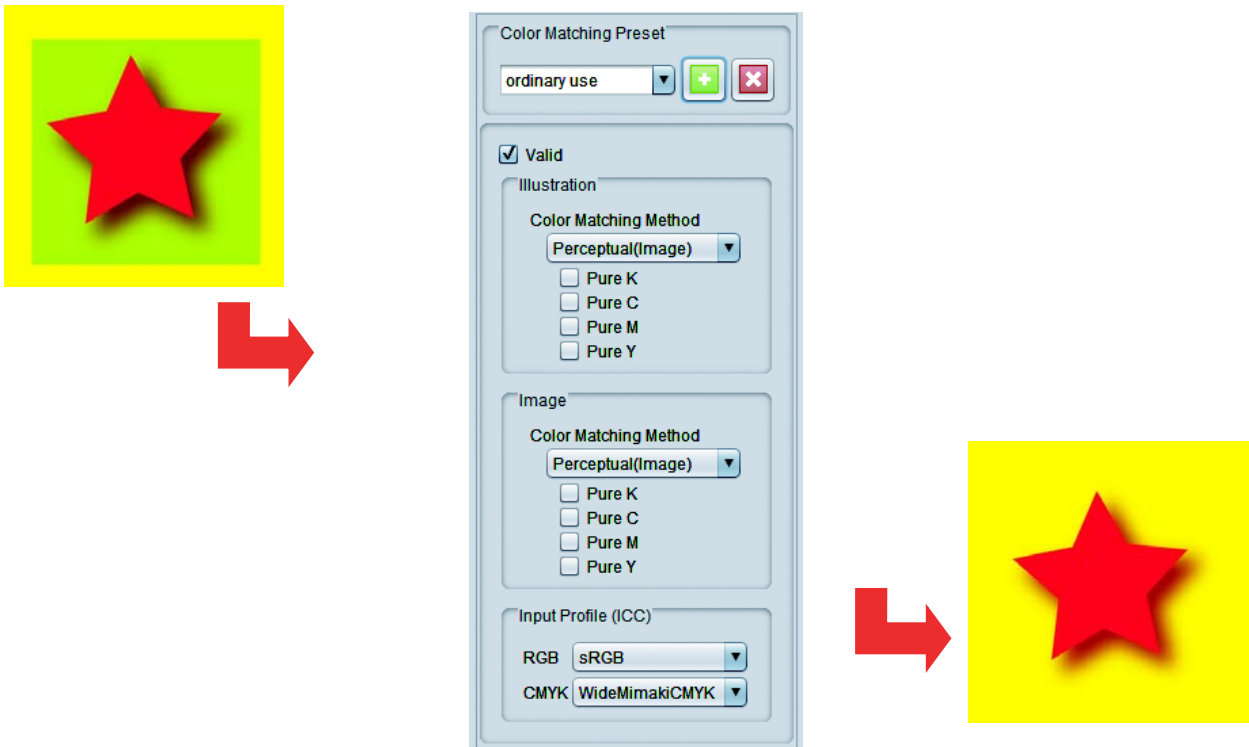 Color Matching Preset
ordinary use
Valid
Illustration
Color Matching Method
Perceptual(Image)
Pure K
Pure C
Pure M
Pure Y
Image
Color Matching Method
Perceptual(Image)
Pure K
Pure C
Pure M
Pure Y
Input Profile (ICC)
RGB sRGB
CMYK WideMimakiCMYK